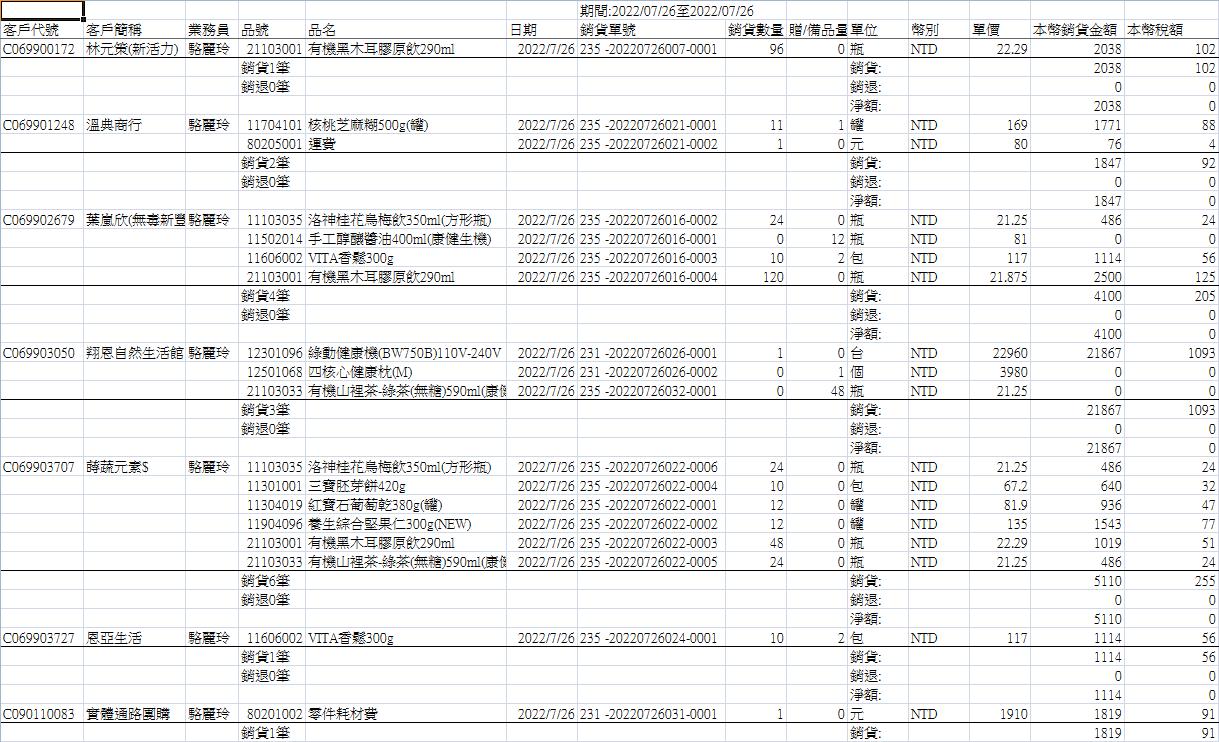 期間:2022/07/26至2022/07/26
客戶代號 客戶簡稱 業務員 品號 品名 日期 銷貨單號 銷貨數量 贈/備品量 單位 幣別 單價 本幣銷貨金額 本幣稅額
C069900172 林元策(新活力) 駱麗玲 21103001 有機黑木耳膠原飲290ml 2022/7/26 235 -20220726007-0001 96 0 瓶 NTD 22.29 2038 102
銷貨1筆 銷貨: 2038 102
銷退0筆 銷退: 0 0
淨額: 2038 0
C069901248 溫典商行 駱麗玲 11704101 核桃芝麻糊500g(罐) 2022/7/26 235 -20220726021-0001 11 1 罐 NTD 169 1771 88
80205001 運費 2022/7/26 235 -20220726021-0002 1 0 元 NTD 80 76 4
銷貨2筆 銷貨: 1847 92
銷退0筆 銷退: 0 0
淨額: 1847 0
C069902679 葉嵐欣(無毒新豐 駱麗玲 11103035 洛神桂花烏梅飲350ml(方形瓶) 2022/7/26 235 -20220726016-0002 24 0 瓶 NTD 21.25 486 24
11502014 手工醇釀醬油400ml(康健生機) 2022/7/26 235 -20220726016-0001 0 12 瓶 NTD 81 0 0
11606002 VITA香鬆300g 2022/7/26 235 -20220726016-0003 10 2 包 NTD 117 1114 56
21103001 有機黑木耳膠原飲290ml 2022/7/26 235 -20220726016-0004 120 0 瓶 NTD 21.875 2500 125
銷貨4筆 銷貨: 4100 205
銷退0筆 銷退: 0 0
淨額: 4100 0
C069903050 翔恩自然生活館 駱麗玲 12301096 綠動健康機(BW750B)110V-240V 2022/7/26 231 -20220726026-0001 1 0 台 NTD 22960 21867 1093
12501068 四核心健康枕(M) 2022/7/26 231 -20220726026-0002 0 1 個 NTD 3980 0 0
21103033 有機山裡茶-綠茶(無糖)590ml(康健 2022/7/26 235 -20220726032-0001 0 48 瓶 NTD 21.25 0 0
銷貨3筆 銷貨: 21867 1093
銷退0筆 銷退: 0 0
淨額: 21867 0
C069903707 蒔蔬元素$ 駱麗玲 11103035 洛神桂花烏梅飲350ml(方形瓶) 2022/7/26 235 -20220726022-0006 24 0 瓶 NTD 21.25 486 24
11301001 三寶胚芽餅420g 2022/7/26 235 -20220726022-0004 10 0 包 NTD 67.2 640 32
11304019 紅寶石葡萄乾380g(罐) 2022/7/26 235 -20220726022-0001 12 0 罐 NTD 81.9 936 47
11904096 養生綜合堅果仁300g(NEW) 2022/7/26 235 -20220726022-0002 12 0 罐 NTD 135 1543 77
21103001 有機黑木耳膠原飲290ml 2022/7/26 235 -20220726022-0003 48 0 瓶 NTD 22.29 1019 51
21103033 有機山裡茶-綠茶(無糖)590ml(康健 2022/7/26 235 -20220726022-0005 24 0 瓶 NTD 21.25 486 24
銷貨6筆 銷貨: 5110 255
銷退0筆 銷退: 0 0
淨額: 5110 0
C069903727 恩亞生活 駱麗玲 11606002 VITA香鬆300g 2022/7/26 235 -20220726024-0001 10 2 包 NTD 117 1114 56
銷貨1筆 銷貨: 1114 56
銷退0筆 銷退: 0 0
淨額: 1114 0
C090110083 實體通路團購 駱麗玲 80201002 零件耗材費 2022/7/26 231 -20220726031-0001 1 0 元 NTD 1910 1819 91
銷貨1筆 銷貨: 1819 91